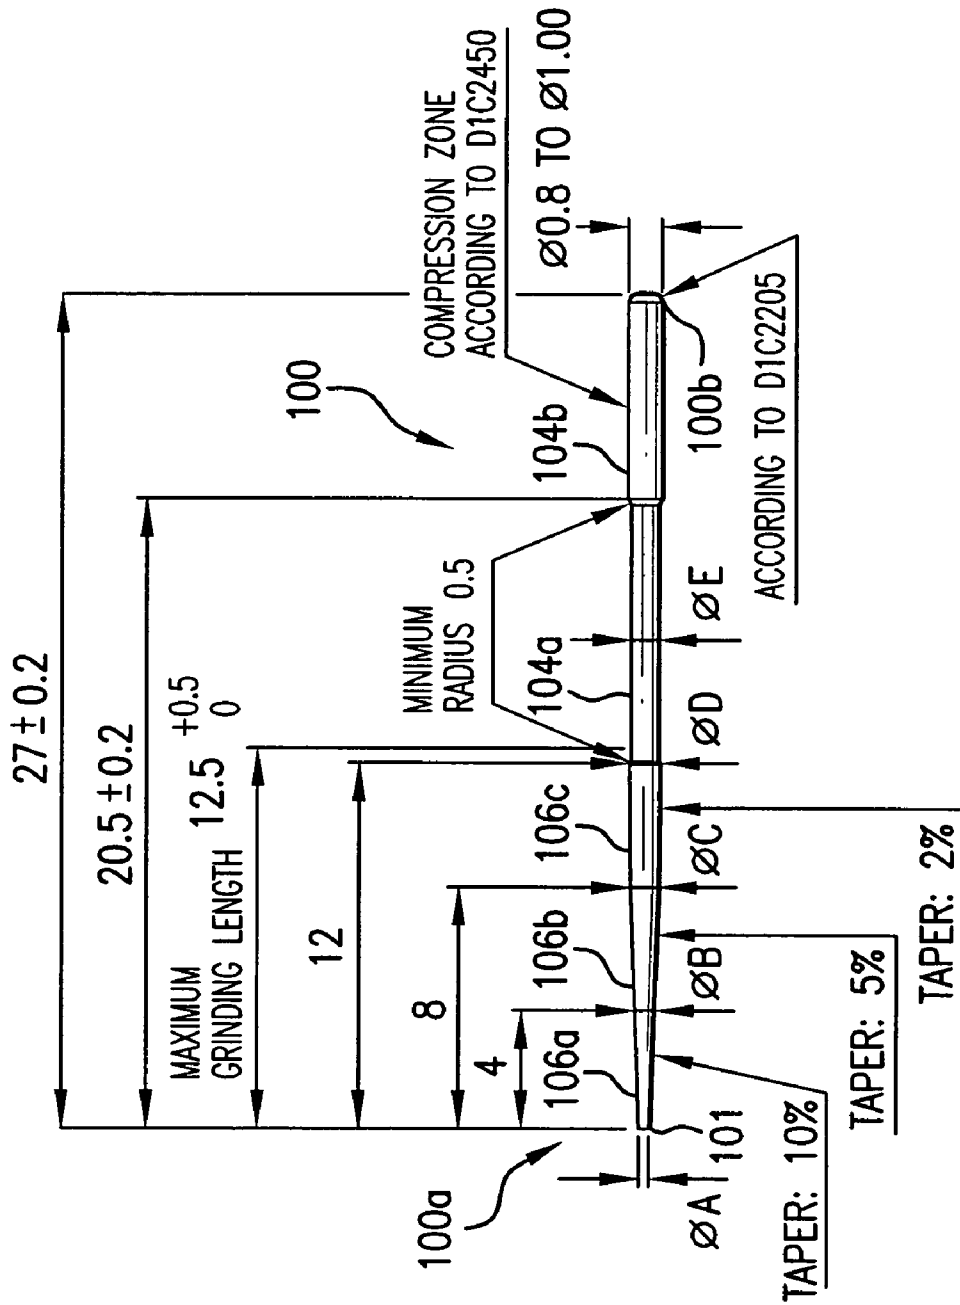 27 ± 0.2
20.5 ± 0.2
MAXIMUM
GRINDING LENGTH 12.5 +0.5
0
12
8
4
100
COMPRESSION ZONE
ACCORDING TO D1C2450
Ø0.8 TO Ø1.00
MINIMUM
RADIUS 0.5
100a
106a
106b
106c
104a
104b
100b
101
ØA
ØB
ØC
ØD
ØE
ACCORDING TO D1C2205
TAPER: 10%
TAPER: 5%
TAPER: 2%